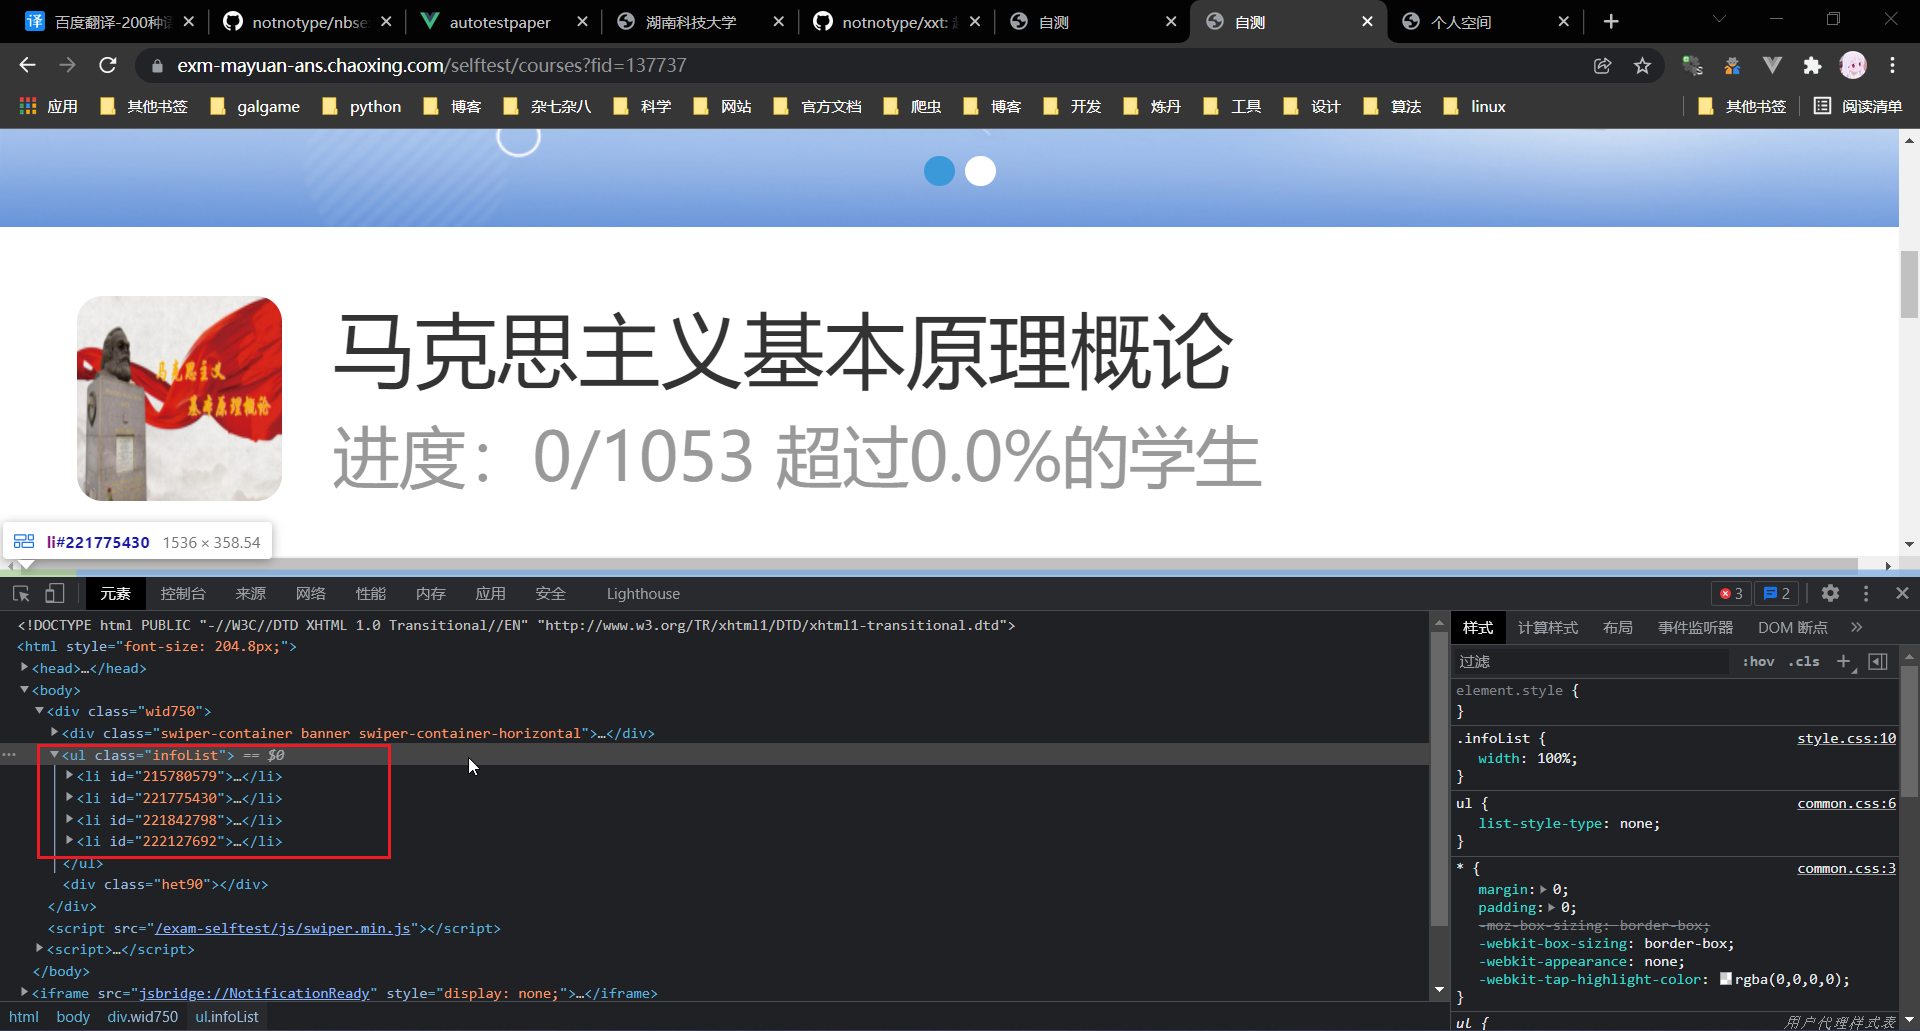 译 百度翻译-200种语
notnotype/nbse
autotestpaper
湖南科技大学
notnotype/xxt:
自测
自测
个人空间
exm-mayuan-ans.chaoxing.com/selftest/courses?fid=137737
应用 其他书签 galgame python 博客 杂七杂八 科学 网站 官方文档 爬虫 博客 开发 炼丹 工具 设计 算法 linux 其他书签 阅读清单
马克思主义
基本原理概论
马克思主义基本原理概论
进度：0/1053 超过0.0%的学生
li#221775430 1536 × 358.54
元素 控制台 来源 网络 性能 内存 应用 安全 Lighthouse 3 2
<!DOCTYPE html PUBLIC "-//W3C//DTD XHTML 1.0 Transitional//EN" "http://www.w3.org/TR/xhtml1/DTD/xhtml1-transitional.dtd">
<html style="font-size: 204.8px;">
<head>…</head>
<body>
<div class="wid750">
<div class="swiper-container banner swiper-container-horizontal">…</div>
<ul class="infoList"> == $0
<li id="215780579">…</li>
<li id="221775430">…</li>
<li id="221842798">…</li>
<li id="222127692">…</li>
</ul>
<div class="het90"></div>
</div>
<script src="/exam-selftest/js/swiper.min.js"></script>
<script>…</script>
</body>
<iframe src="jsbridge://NotificationReady" style="display: none;">…</iframe>
html body div.wid750 ul.infoList
样式 计算样式 布局 事件监听器 DOM 断点 »
过滤 :hov .cls
element.style {
}
.infoList { style.css:10
width: 100%;
}
ul { common.css:6
list-style-type: none;
}
* { common.css:3
margin: 0;
padding: 0;
-moz-box-sizing: border-box;
-webkit-box-sizing: border-box;
-webkit-appearance: none;
-webkit-tap-highlight-color: rgba(0,0,0,0);
}
ul { 用户代理样式表